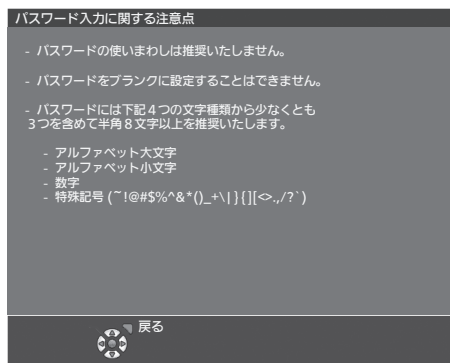 パスワード入力に関する注意点
- パスワードの使いまわしは推奨いたしません。
- パスワードをブランクに設定することはできません。
- パスワードには下記４つの文字種類から少なくとも
３つを含めて半角８文字以上を推奨いたします。
- アルファベット大文字
- アルファベット小文字
- 数字
- 特殊記号 (~!@#$%^&*()_+\|}{][<>.,/?`)
戻る